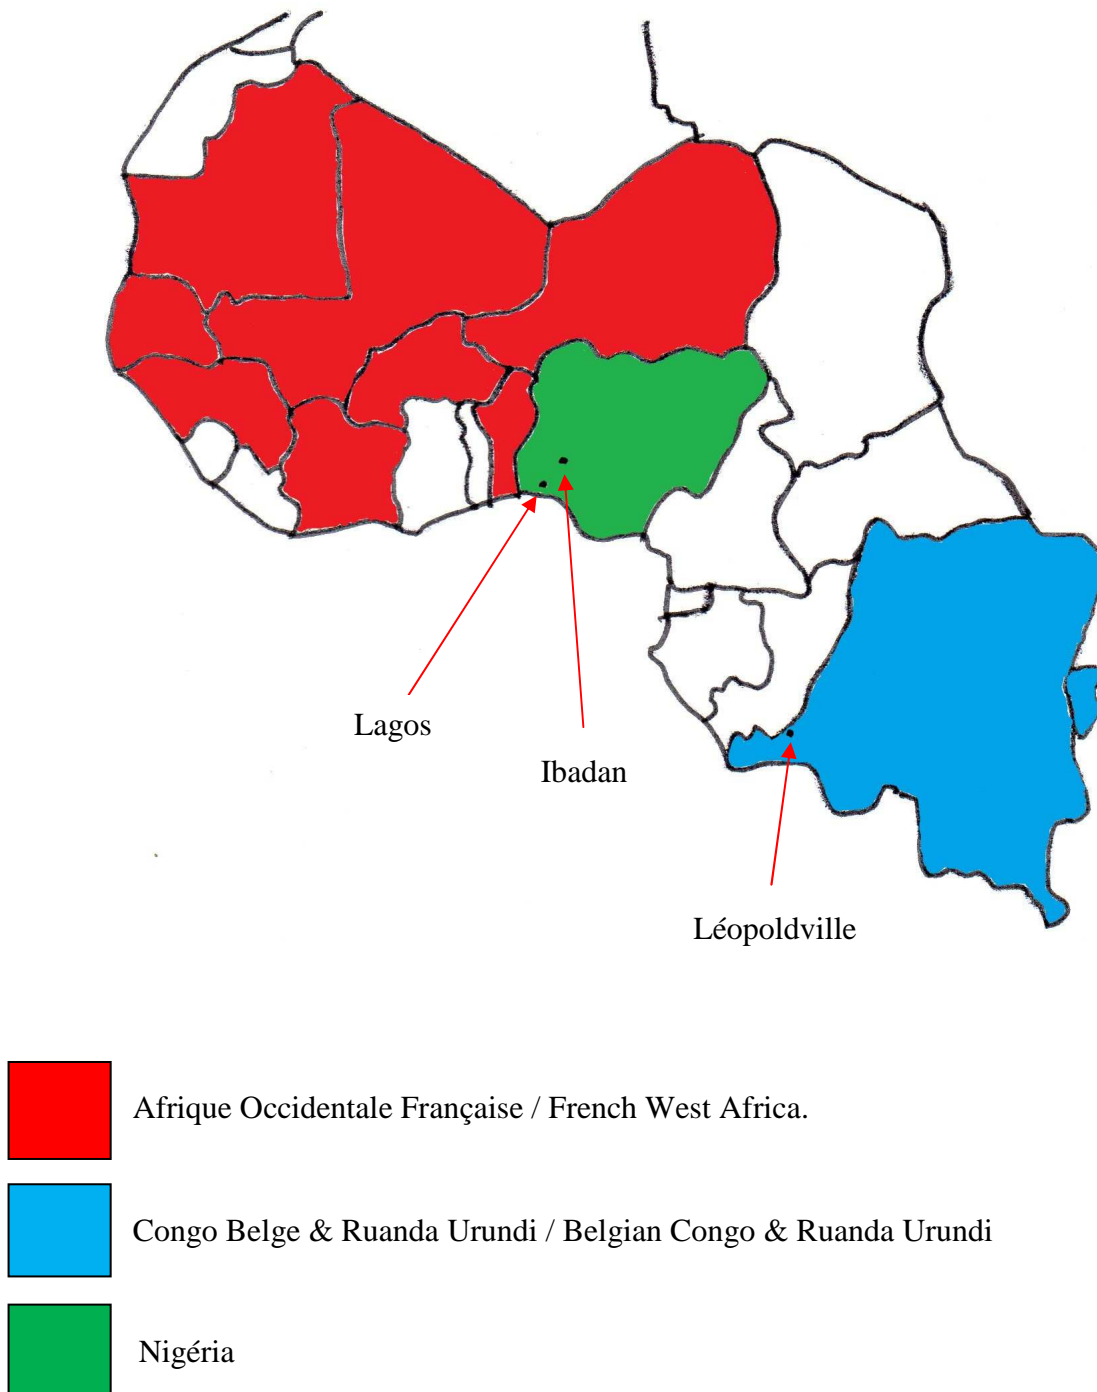 Lagos
Ibadan
Léopoldville
Afrique Occidentale Française / French West Africa.
Congo Belge & Ruanda Urundi / Belgian Congo & Ruanda Urundi
Nigéria